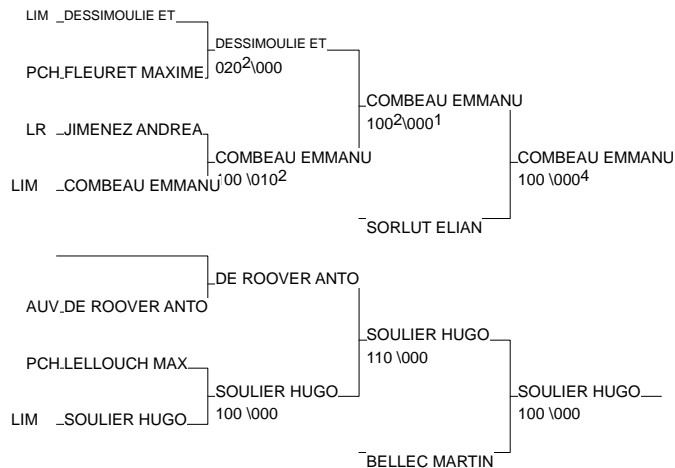 LIM DESSIMOULIE ET
DESSIMOULIE ET
020²\000
PCH FLEURET MAXIME
COMBEAU EMMANU
100²\000¹
LR JIMENEZ ANDREA
COMBEAU EMMANU
100 \010²
COMBEAU EMMANU
100 \000⁴
LIM COMBEAU EMMANU
SORLUT ELIAN
DE ROOVER ANTO
AUV DE ROOVER ANTO
SOULIER HUGO
110 \000
PCH LELLOUCH MAX
SOULIER HUGO
100 \000
SOULIER HUGO
100 \000
LIM SOULIER HUGO
BELLEC MARTIN